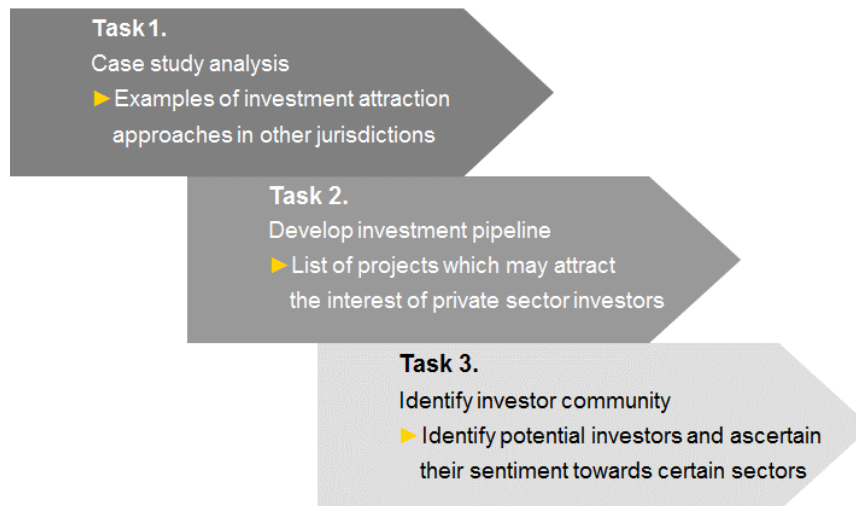 Task 1.
Case study analysis
►Examples of investment attraction
approaches in other jurisdictions
Task 2.
Develop investment pipeline
►List of projects which may attract
the interest of private sector investors
Task 3.
Identify investor community
►Identify potential investors and ascertain
their sentiment towards certain sectors